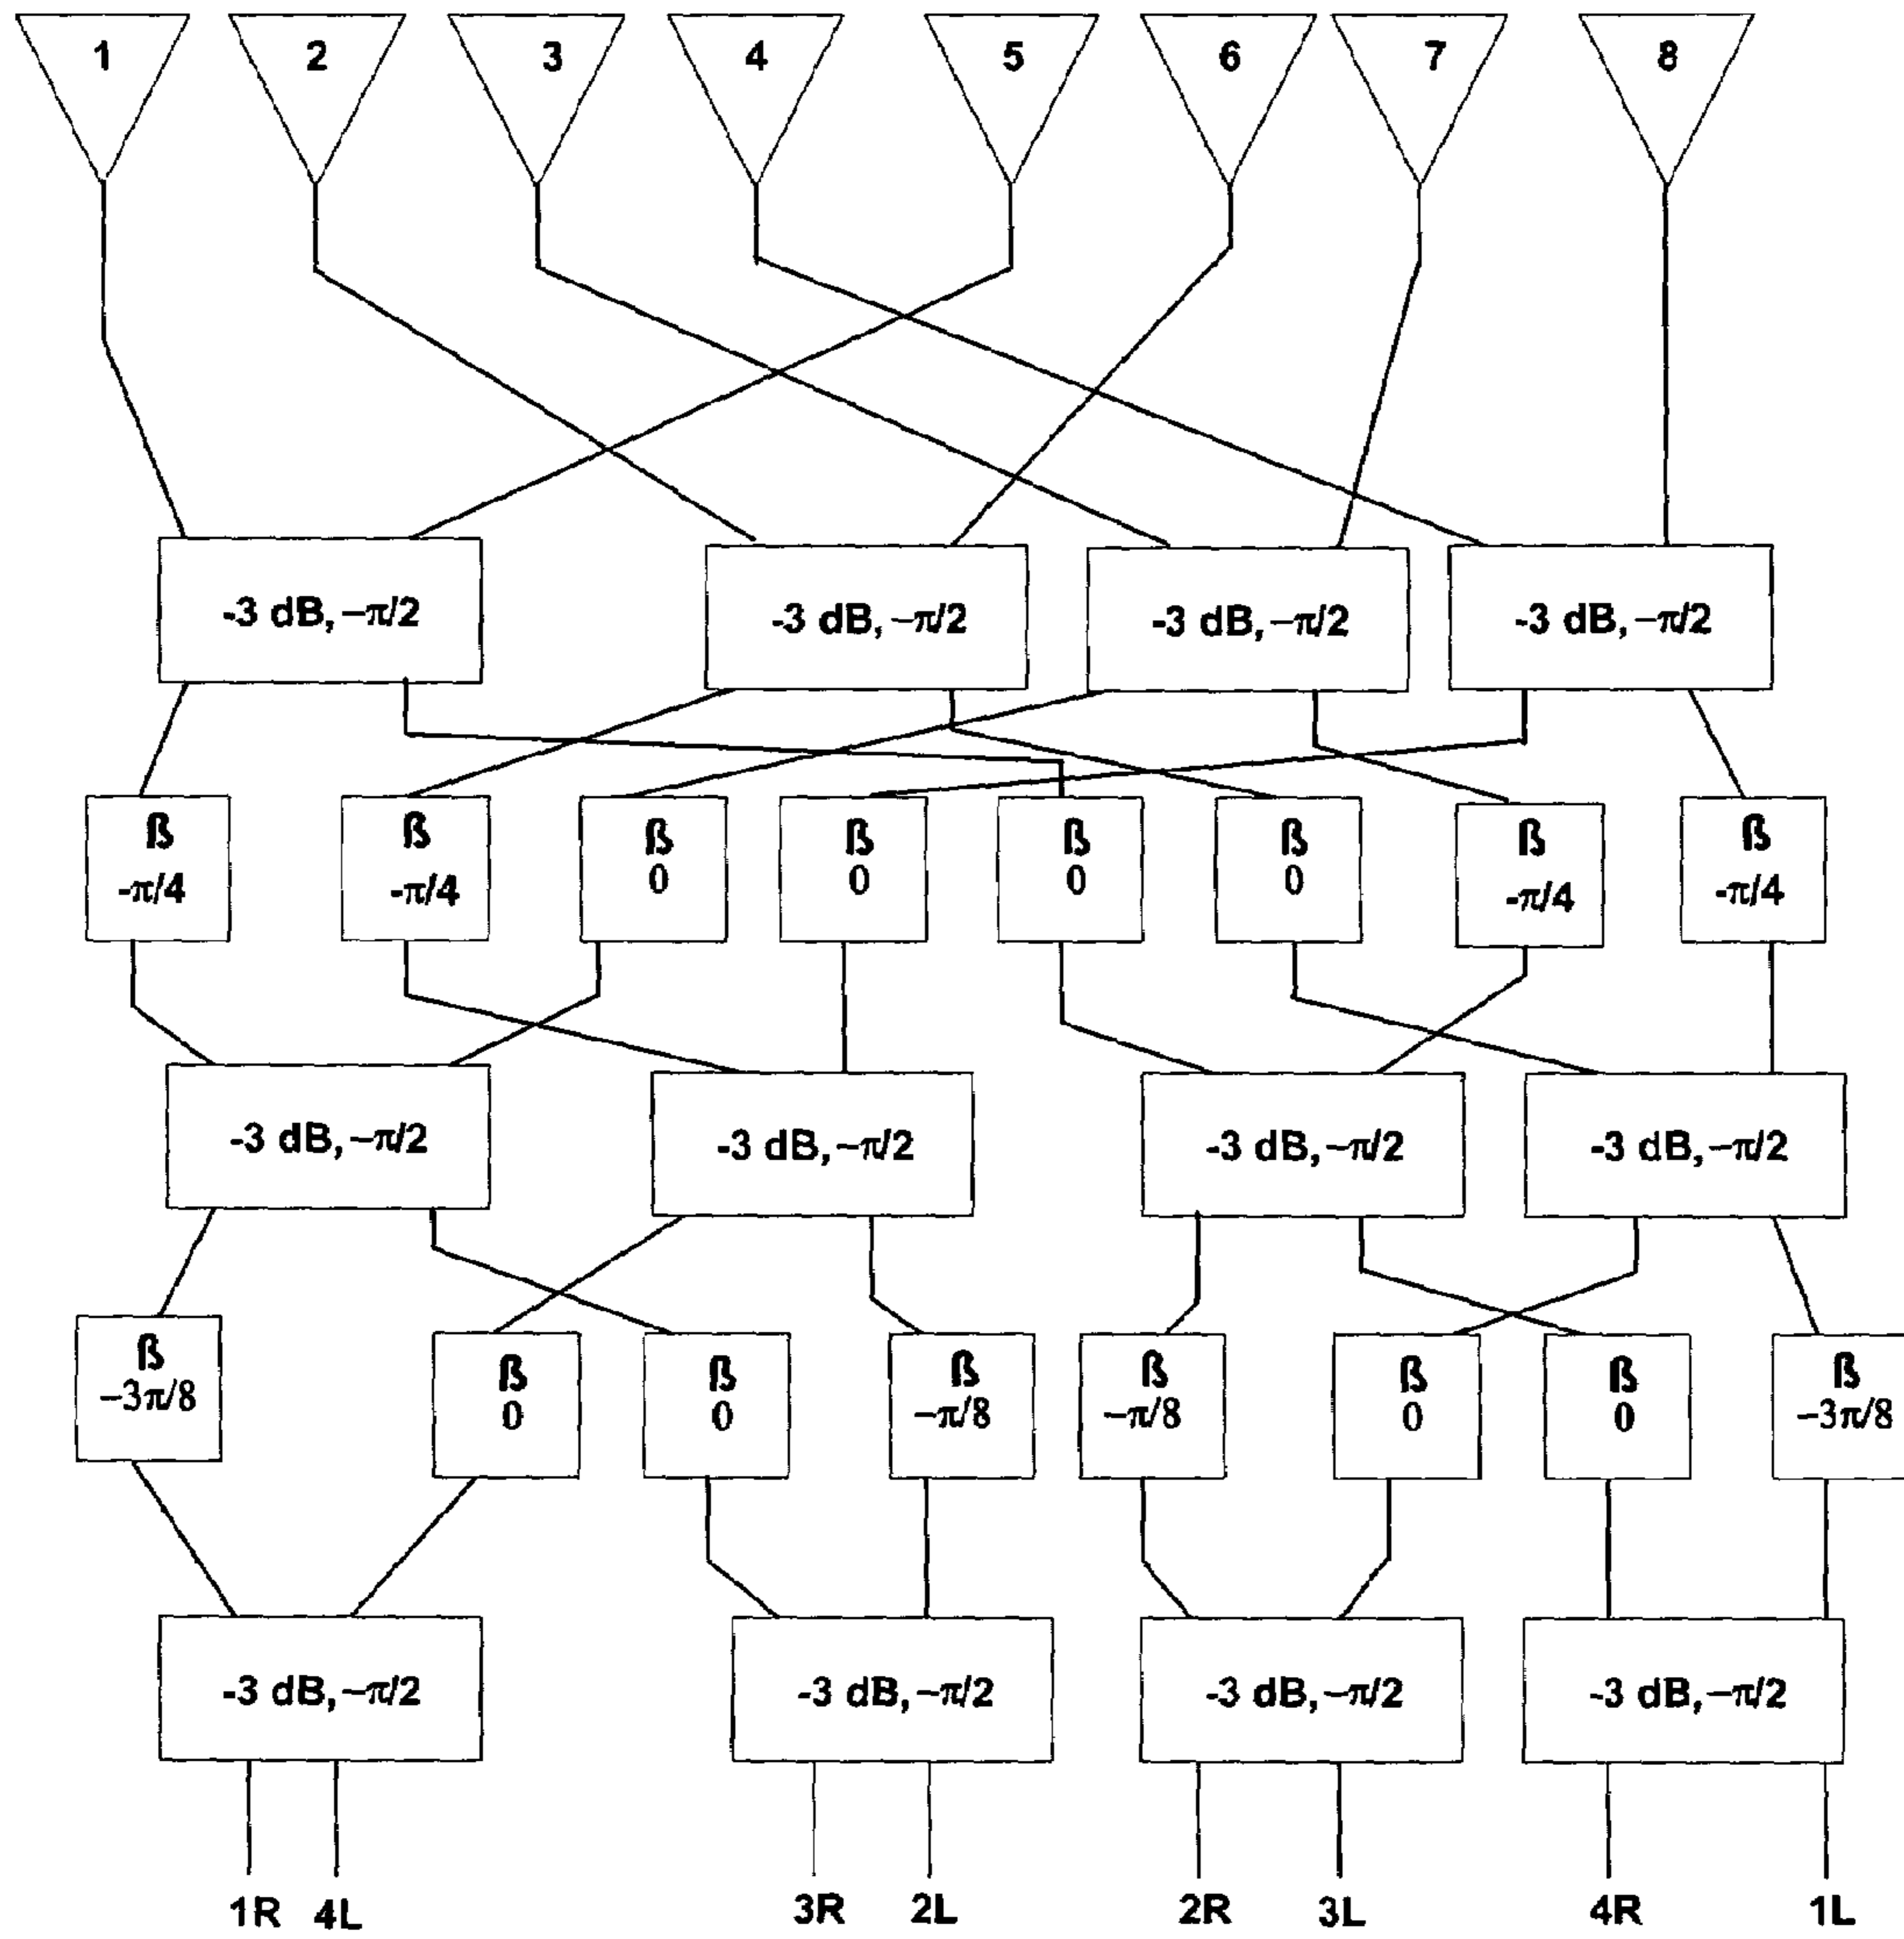 1 2 3 4 5 6 7 8
-3 dB, –π/2 -3 dB, –π/2 -3 dB, –π/2 -3 dB, –π/2
ß ß ß ß ß ß ß ß
-π/4 -π/4 0 0 0 0 -π/4 -π/4
-3 dB, –π/2 -3 dB, –π/2 -3 dB, –π/2 -3 dB, –π/2
ß ß ß ß ß ß ß ß
–3π/8 0 0 –π/8 –π/8 0 0 –3π/8
-3 dB, –π/2 -3 dB, –π/2 -3 dB, –π/2 -3 dB, –π/2
1R 4L 3R 2L 2R 3L 4R 1L